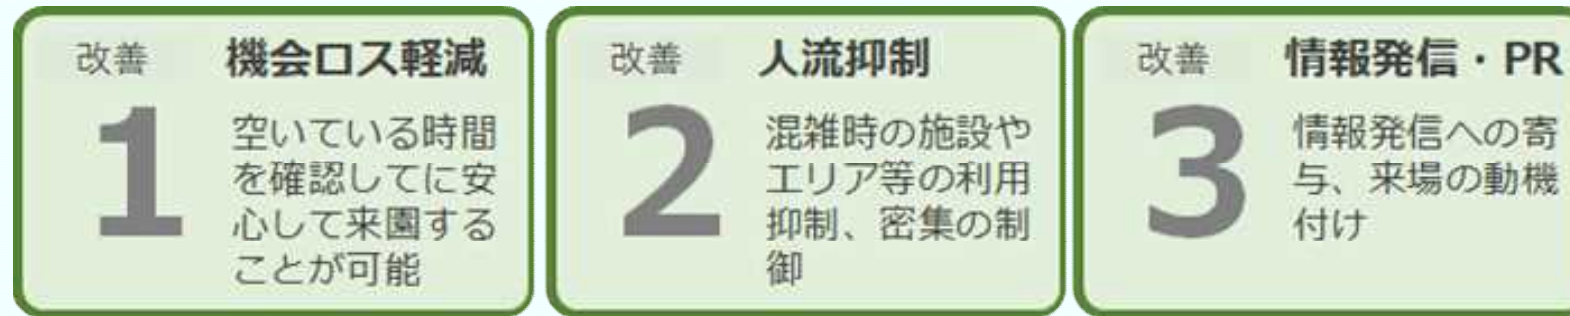 改善 機会ロス軽減
1
空いている時間
を確認してに安
心して来園する
ことが可能
改善 人流抑制
2
混雑時の施設や
エリア等の利用
抑制、密集の制
御
改善 情報発信・PR
3
情報発信への寄
与、来場の動機
付け